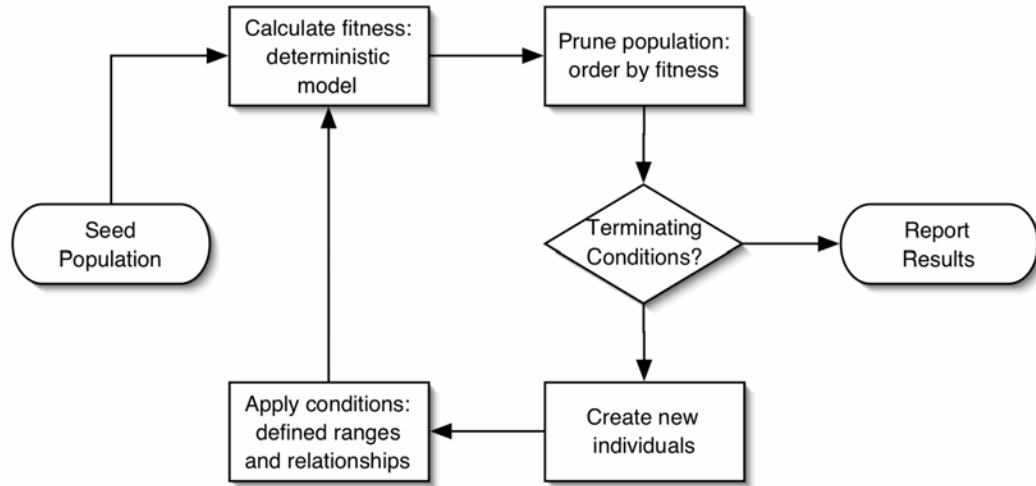 Calculate fitness:
deterministic
model
Prune population:
order by fitness
Seed
Population
Terminating
Conditions?
Report
Results
Apply conditions:
defined ranges
and relationships
Create new
individuals